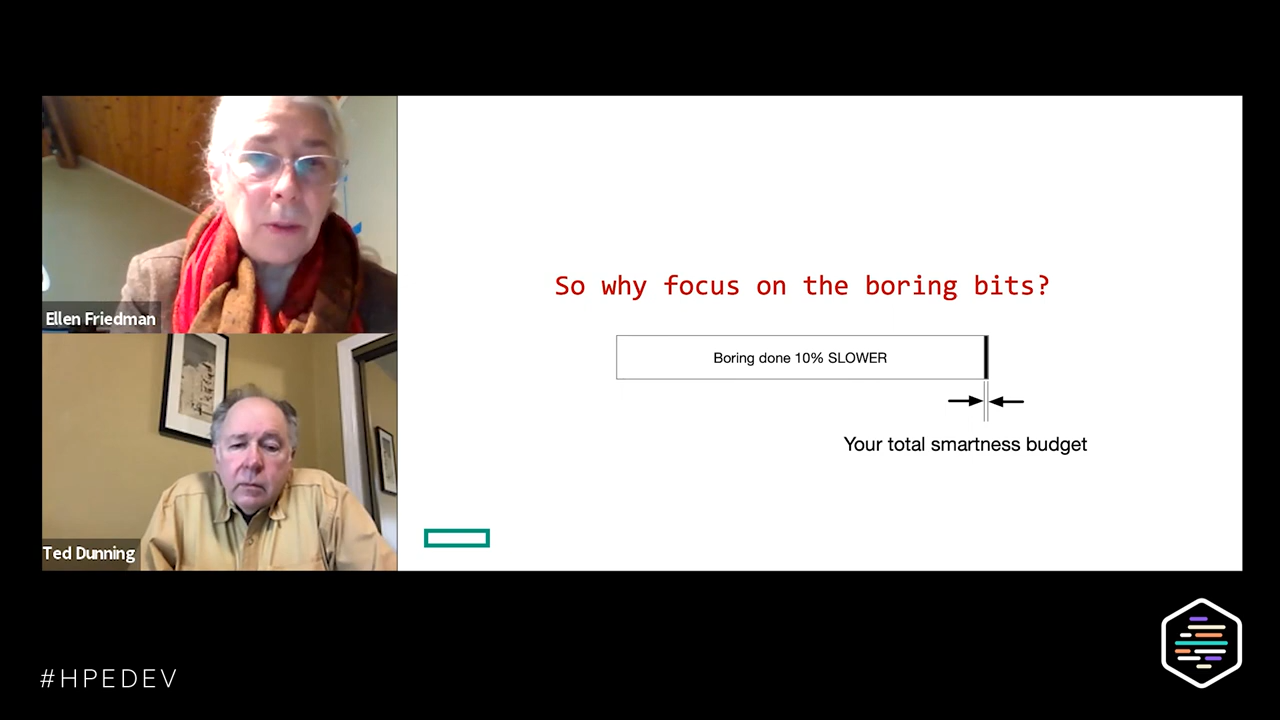 Ellen Friedman
Ted Dunning
So why focus on the boring bits?
Boring done 10% SLOWER
Your total smartness budget
#HPEDEV